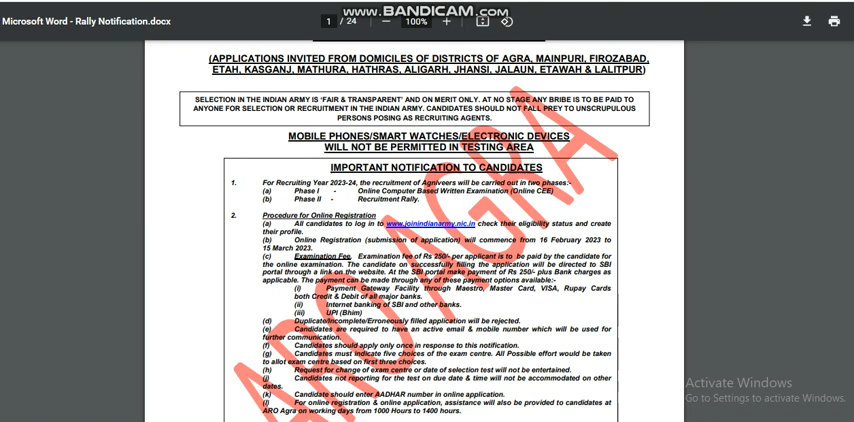 www.BANDICAM.com
Microsoft Word - Rally Notification.docx
1 / 24 — 100% +
(APPLICATIONS INVITED FROM DOMICILES OF DISTRICTS OF AGRA, MAINPURI, FIROZABAD,
ETAH, KASGANJ, MATHURA, HATHRAS, ALIGARH, JHANSI, JALAUN, ETAWAH & LALITPUR)
SELECTION IN THE INDIAN ARMY IS 'FAIR & TRANSPARENT' AND ON MERIT ONLY. AT NO STAGE ANY BRIBE IS TO BE PAID TO
ANYONE FOR SELECTION OR RECRUITMENT IN THE INDIAN ARMY. CANDIDATES SHOULD NOT FALL PREY TO UNSCRUPULOUS
PERSONS POSING AS RECRUITING AGENTS.
MOBILE PHONES/SMART WATCHES/ELECTRONIC DEVICES
WILL NOT BE PERMITTED IN TESTING AREA
IMPORTANT NOTIFICATION TO CANDIDATES
1. For Recruiting Year 2023-24, the recruitment of Agniveers will be carried out in two phases:-
(a) Phase I - Online Computer Based Written Examination (Online CEE)
(b) Phase II - Recruitment Rally.
2. Procedure for Online Registration
(a) All candidates to log in to www.joinindianarmy.nic.in check their eligibility status and create
their profile.
(b) Online Registration (submission of application) will commence from 16 February 2023 to
15 March 2023.
(c) Examination Fee. Examination fee of Rs 250/- per applicant is to be paid by the candidate for
the online examination. The candidate on successfully filling the application will be directed to SBI
portal through a link on the website. At the SBI portal make payment of Rs 250/- plus Bank charges as
applicable. The payment can be made through any of these payment options available:-
(i) Payment Gateway Facility through Maestro, Master Card, VISA, Rupay Cards
both Credit & Debit of all major banks.
(ii) Internet banking of SBI and other banks.
(iii) UPI (Bhim)
(d) Duplicate/Incomplete/Erroneously filled application will be rejected.
(e) Candidates are required to have an active email & mobile number which will be used for
further communication.
(f) Candidates should apply only once in response to this notification.
(g) Candidates must indicate five choices of the exam centre. All Possible effort would be taken
to allot exam centre based on first three choices.
(h) Request for change of exam centre or date of selection test will not be entertained.
(j) Candidates not reporting for the test on due date & time will not be accommodated on other
dates.
(k) Candidate should enter AADHAR number in online application.
(l) For online registration & online application, assistance will also be provided to candidates at
ARO Agra on working days from 1000 Hours to 1400 hours.
ARO AGRA
Activate Windows
Go to Settings to activate Windows.